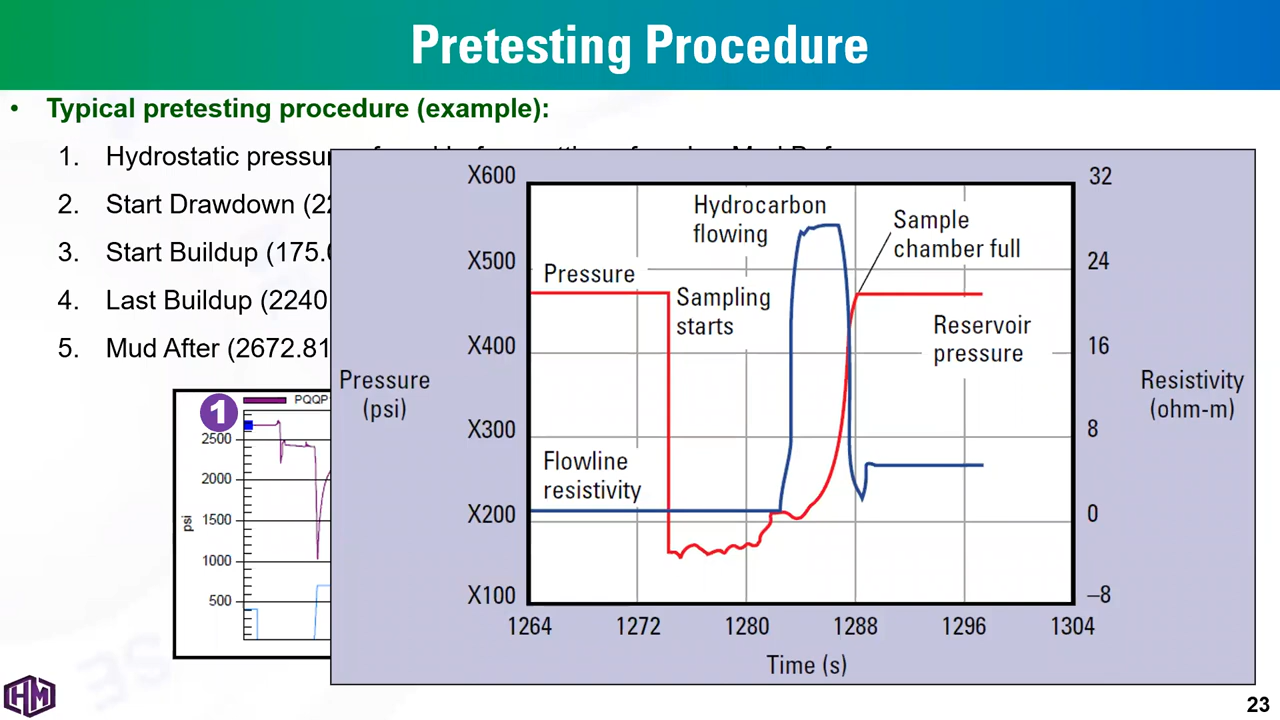 Pretesting Procedure
• Typical pretesting procedure (example):
1. Hydrostatic
2. Start Drawdown (22
3. Start Buildup (175.
4. Last Buildup (2240
5. Mud After (2672.81
1
PQQP
2500
2000
1500
1000
500
psi
X600
X500
X400
X300
X200
X100
Pressure
(psi)
Hydrocarbon
flowing
Sample
chamber full
Pressure
Sampling
starts
Reservoir
pressure
Flowline
resistivity
32
24
16
8
0
–8
Resistivity
(ohm-m)
1264 1272 1280 1288 1296 1304
Time (s)
HM
23